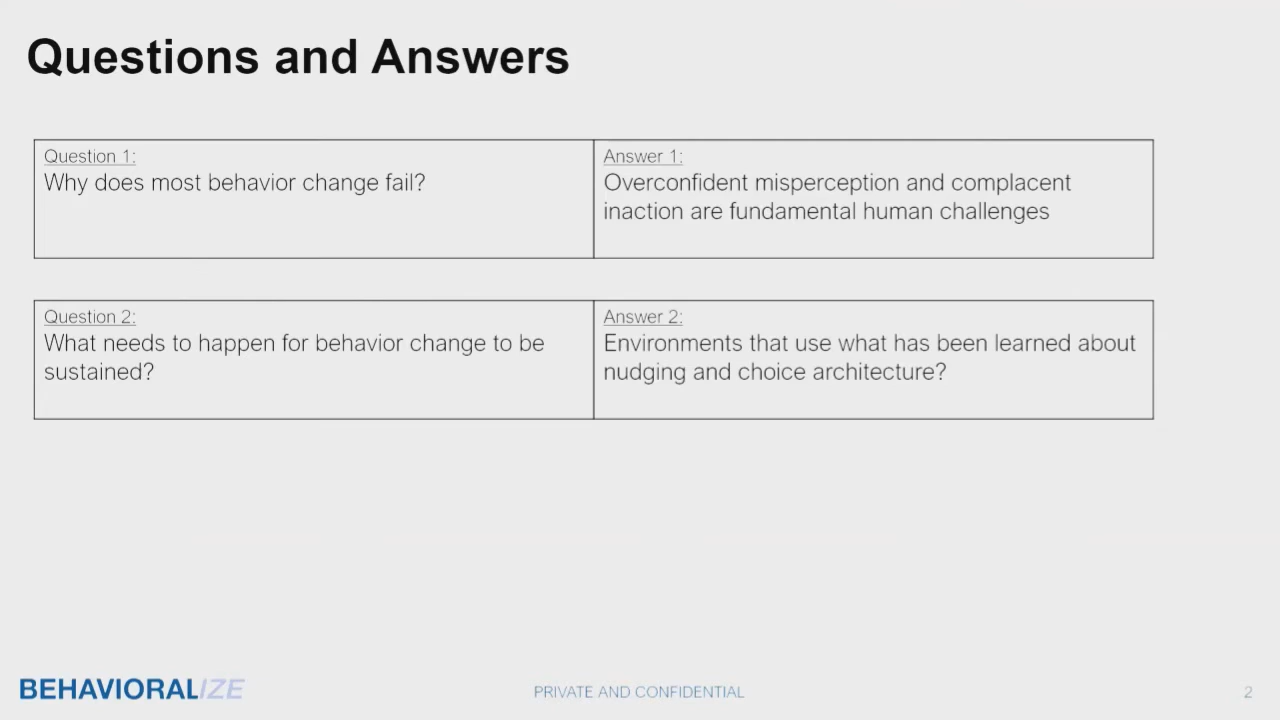 Questions and Answers
Question 1:
Why does most behavior change fail?
Answer 1:
Overconfident misperception and complacent
inaction are fundamental human challenges
Question 2:
What needs to happen for behavior change to be
sustained?
Answer 2:
Environments that use what has been learned about
nudging and choice architecture?
BEHAVIORALIZE
PRIVATE AND CONFIDENTIAL
2